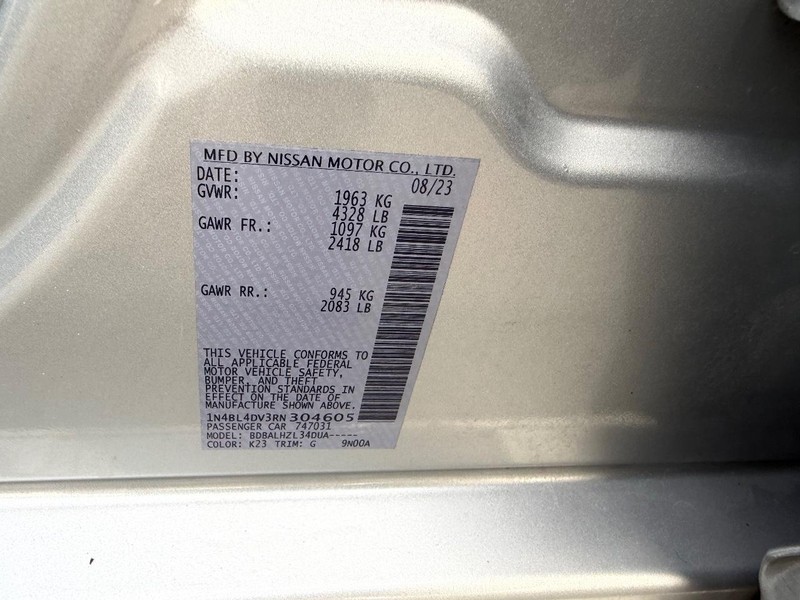 MFD BY NISSAN MOTOR CO., LTD.
DATE: 08/23
GVWR: 1963 KG
4328 LB
GAWR FR.: 1097 KG
2418 LB
GAWR RR.: 945 KG
2083 LB
THIS VEHICLE CONFORMS TO
ALL APPLICABLE FEDERAL
MOTOR VEHICLE SAFETY,
BUMPER, AND THEFT
PREVENTION STANDARDS IN
EFFECT ON THE DATE OF
MANUFACTURE SHOWN ABOVE.
1N4BL4DV3RN304605
PASSENGER CAR 747031
MODEL: BDBALHZL34DUA-----
COLOR: K23 TRIM: G 9N00A